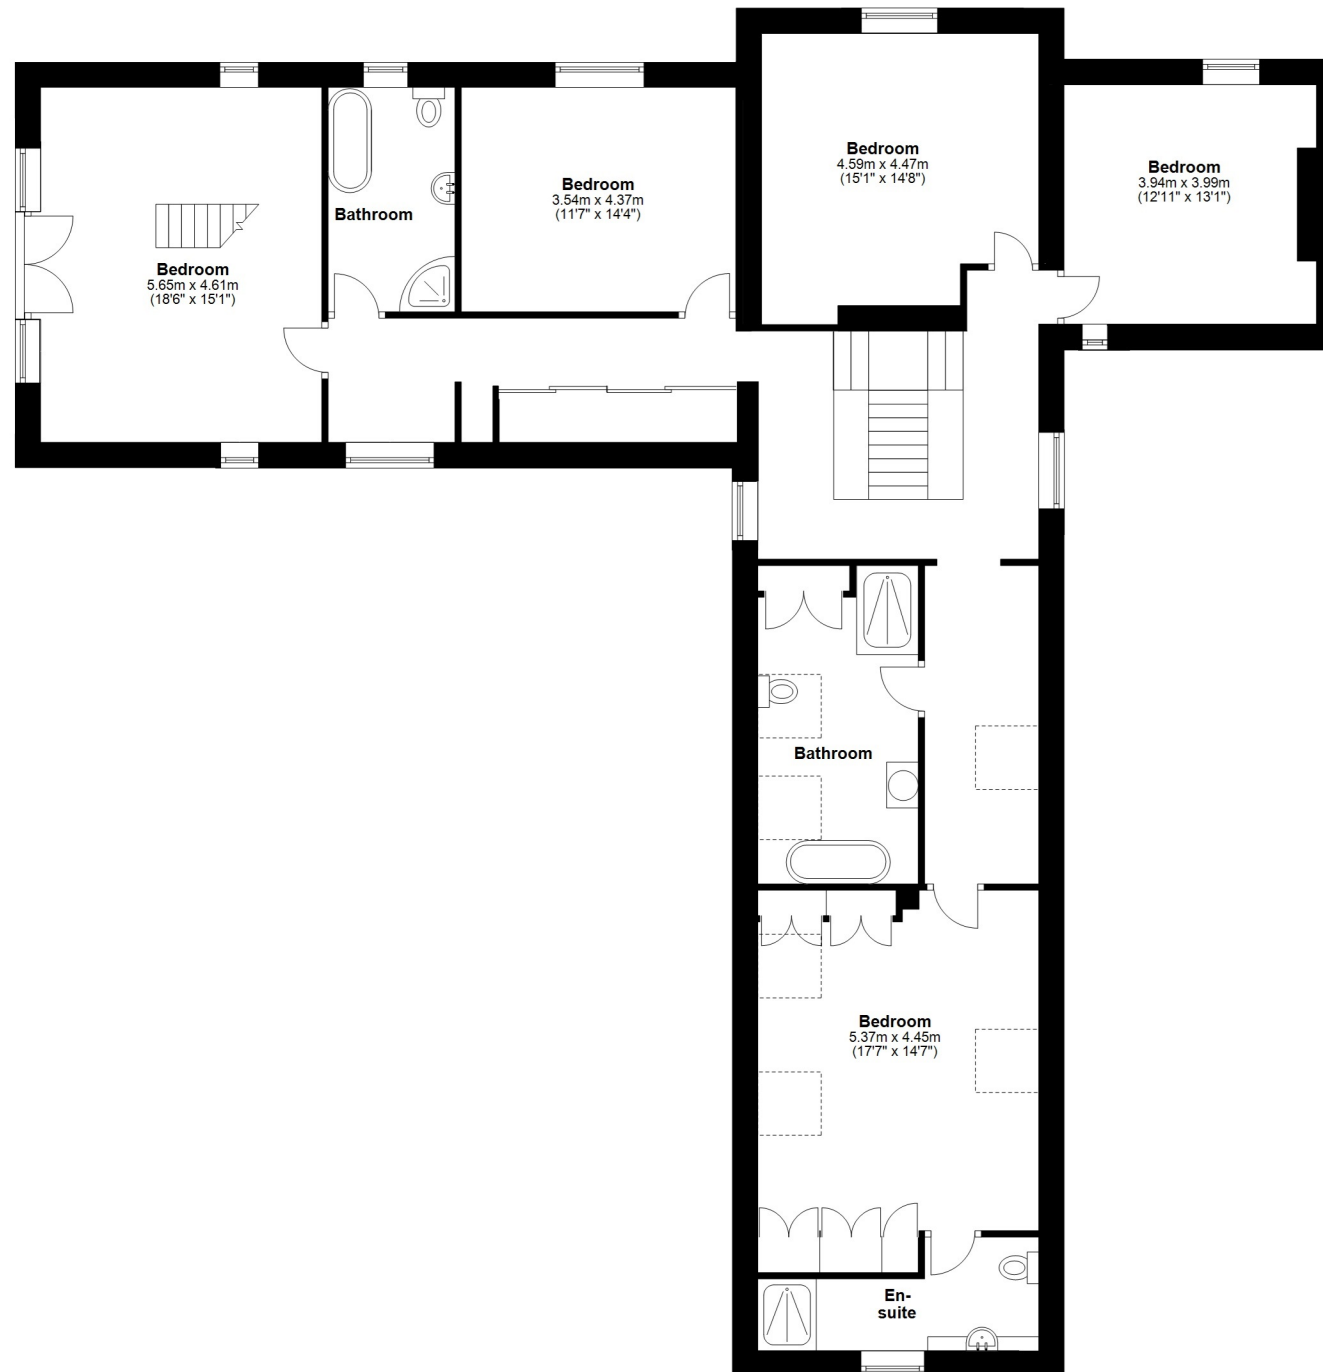 Bedroom
4.59m x 4.47m
(15'1" x 14'8")
Bedroom
3.94m x 3.99m
(12'11" x 13'1")
Bedroom
3.54m x 4.37m
(11'7" x 14'4")
Bathroom
Bedroom
5.65m x 4.61m
(18'6" x 15'1")
Bathroom
Bedroom
5.37m x 4.45m
(17'7" x 14'7")
En-
suite